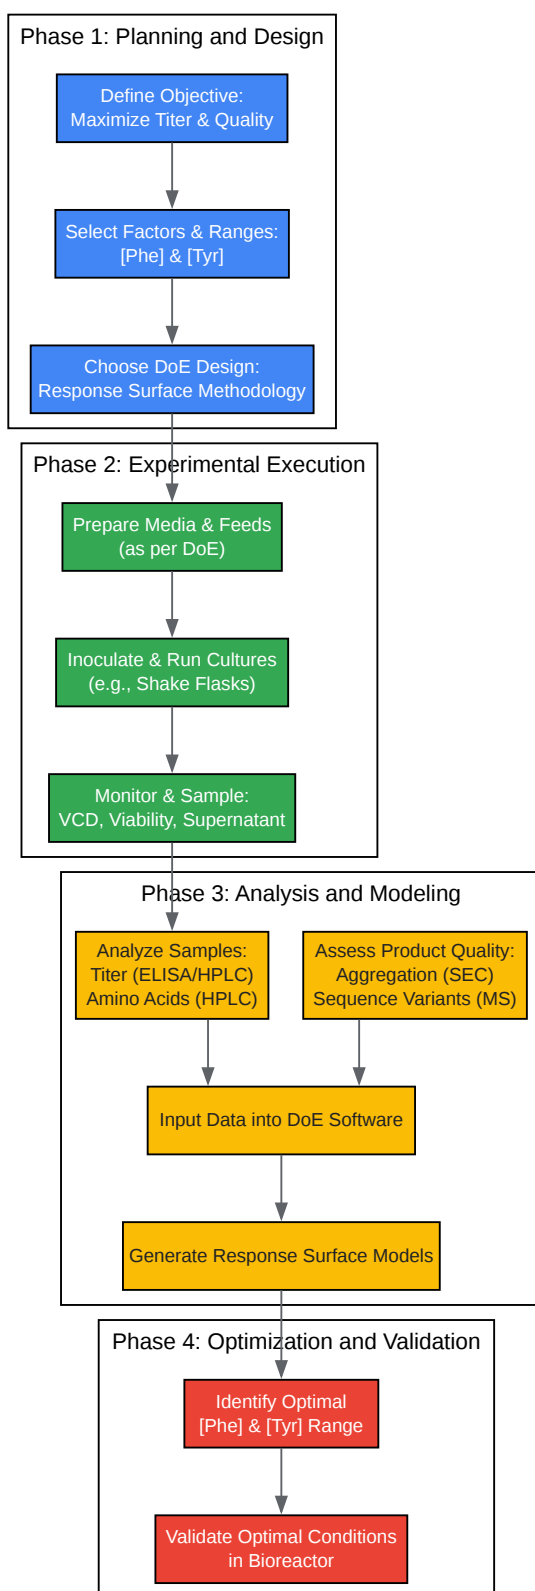 Phase 1: Planning and Design
Define Objective:
Maximize Titer & Quality
Select Factors & Ranges:
[Phe] & [Tyr]
Choose DoE Design:
Response Surface Methodology
Phase 2: Experimental Execution
Prepare Media & Feeds
(as per DoE)
Inoculate & Run Cultures
(e.g., Shake Flasks)
Monitor & Sample:
VCD, Viability, Supernatant
Phase 3: Analysis and Modeling
Analyze Samples:
Titer (ELISA/HPLC)
Amino Acids (HPLC)
Assess Product Quality:
Aggregation (SEC)
Sequence Variants (MS)
Input Data into DoE Software
Generate Response Surface Models
Phase 4: Optimization and Validation
Identify Optimal
[Phe] & [Tyr] Range
Validate Optimal Conditions
in Bioreactor